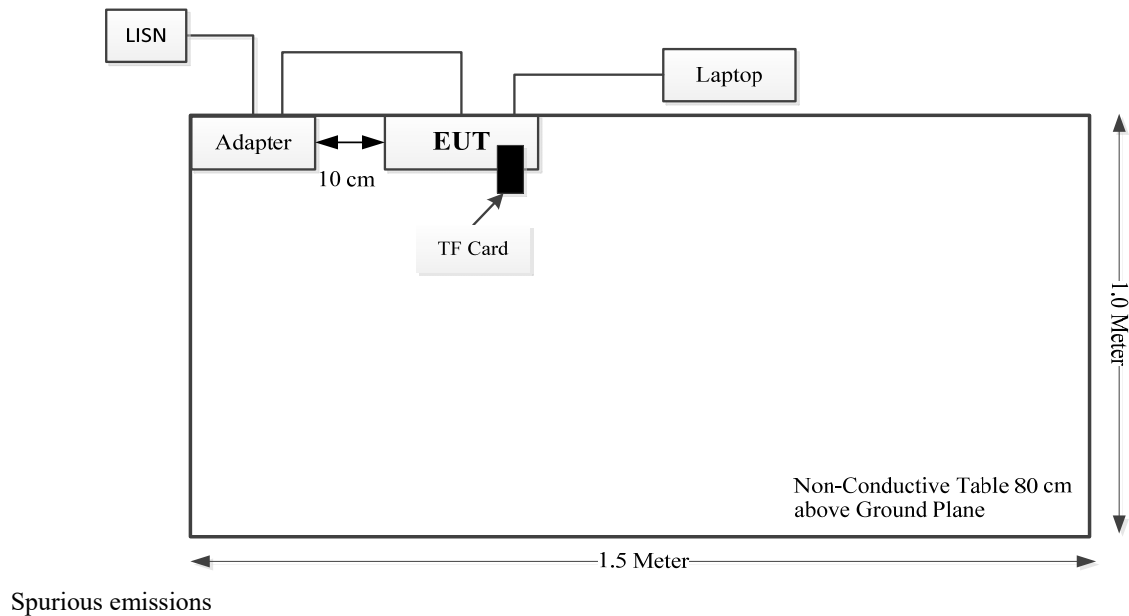 LISN
Laptop
Adapter
EUT
10 cm
TF Card
1.0 Meter
Non-Conductive Table 80 cm
above Ground Plane
1.5 Meter
Spurious emissions